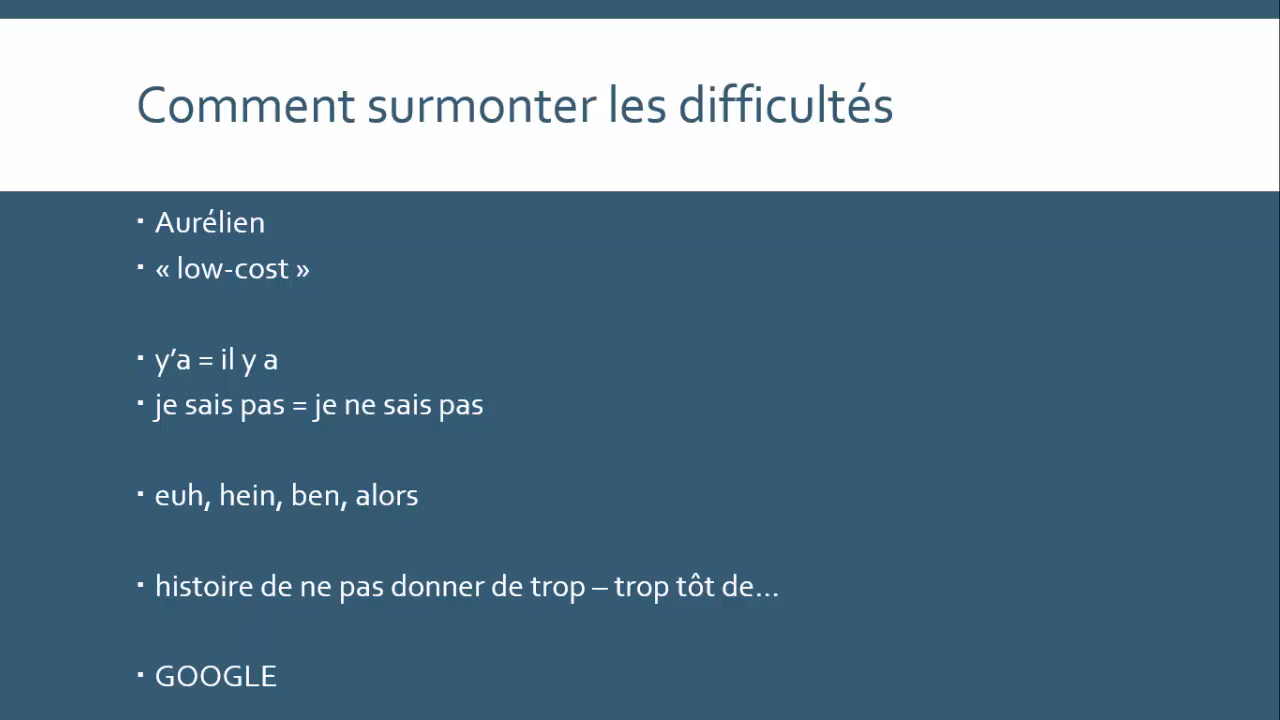 Comment surmonter les difficultés
▪ Aurélien
▪ « low-cost »
▪ y’a = il y a
▪ je sais pas = je ne sais pas
▪ euh, hein, ben, alors
▪ histoire de ne pas donner de trop – trop tôt de…
▪ GOOGLE